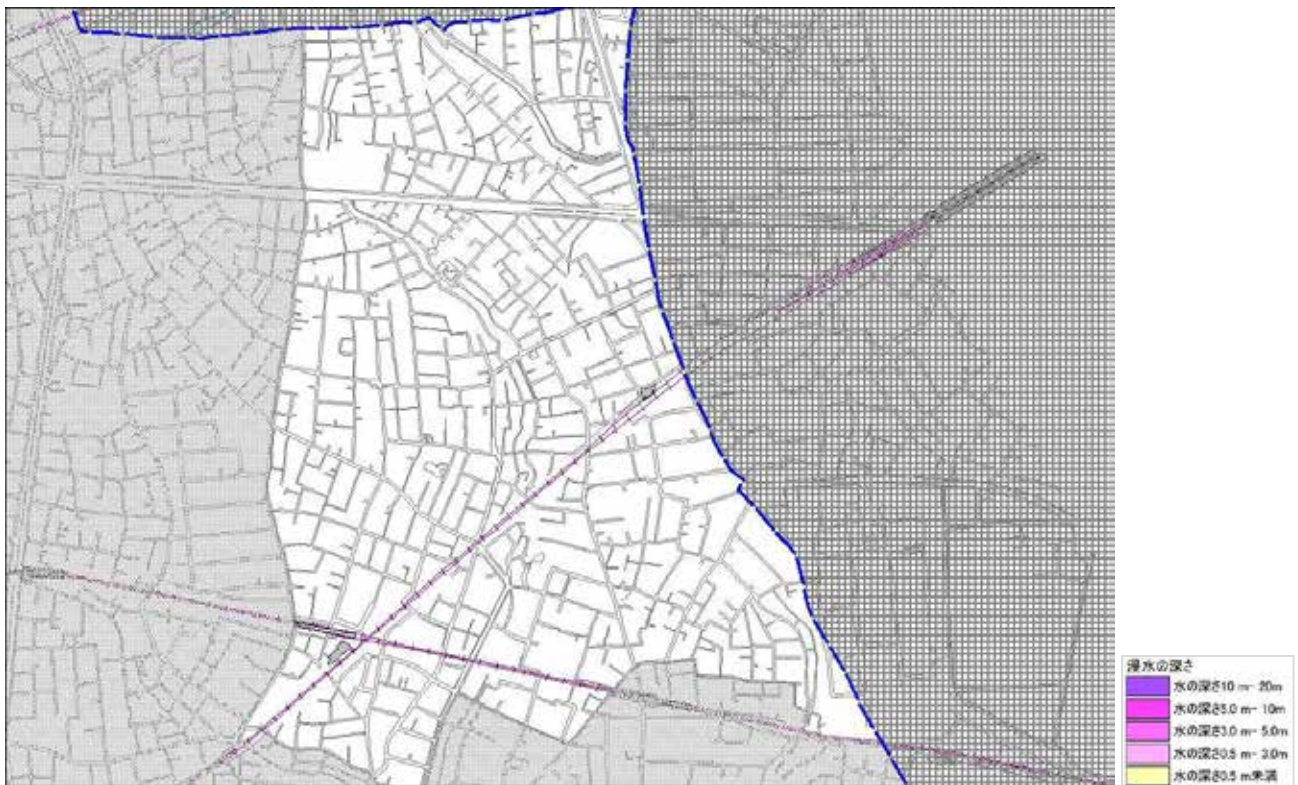 浸水の深さ
水の深さ10 m- 20m
水の深さ5.0 m- 10m
水の深さ3.0 m- 5.0m
水の深さ0.5 m- 3.0m
水の深さ0.5 m未満